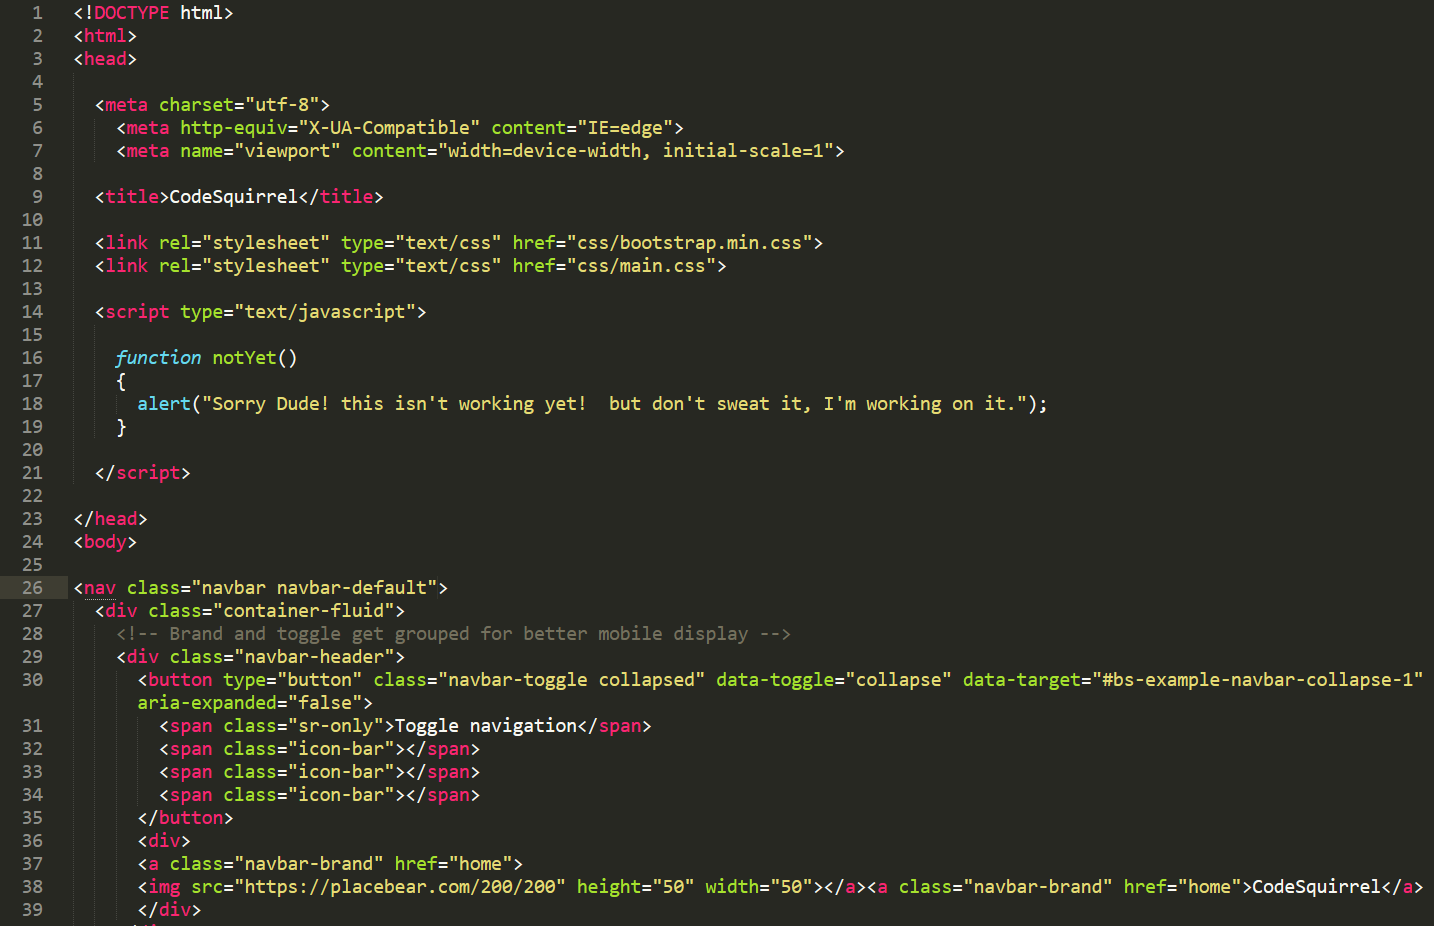 1 <!DOCTYPE html>
2 <html>
3 <head>
4
5 <meta charset="utf-8">
6 <meta http-equiv="X-UA-Compatible" content="IE=edge">
7 <meta name="viewport" content="width=device-width, initial-scale=1">
8
9 <title>CodeSquirrel</title>
10
11 <link rel="stylesheet" type="text/css" href="css/bootstrap.min.css">
12 <link rel="stylesheet" type="text/css" href="css/main.css">
13
14 <script type="text/javascript">
15
16 function notYet()
17 {
18 alert("Sorry Dude! this isn't working yet!  but don't sweat it, I'm working on it.");
19 }
20
21 </script>
22
23 </head>
24 <body>
25
26 <nav class="navbar navbar-default">
27 <div class="container-fluid">
28 <!-- Brand and toggle get grouped for better mobile display -->
29 <div class="navbar-header">
30 <button type="button" class="navbar-toggle collapsed" data-toggle="collapse" data-target="#bs-example-navbar-collapse-1"
aria-expanded="false">
31 <span class="sr-only">Toggle navigation</span>
32 <span class="icon-bar"></span>
33 <span class="icon-bar"></span>
34 <span class="icon-bar"></span>
35 </button>
36 <div>
37 <a class="navbar-brand" href="home">
38 <img src="https://placebear.com/200/200" height="50" width="50"></a><a class="navbar-brand" href="home">CodeSquirrel</a>
39 </div>